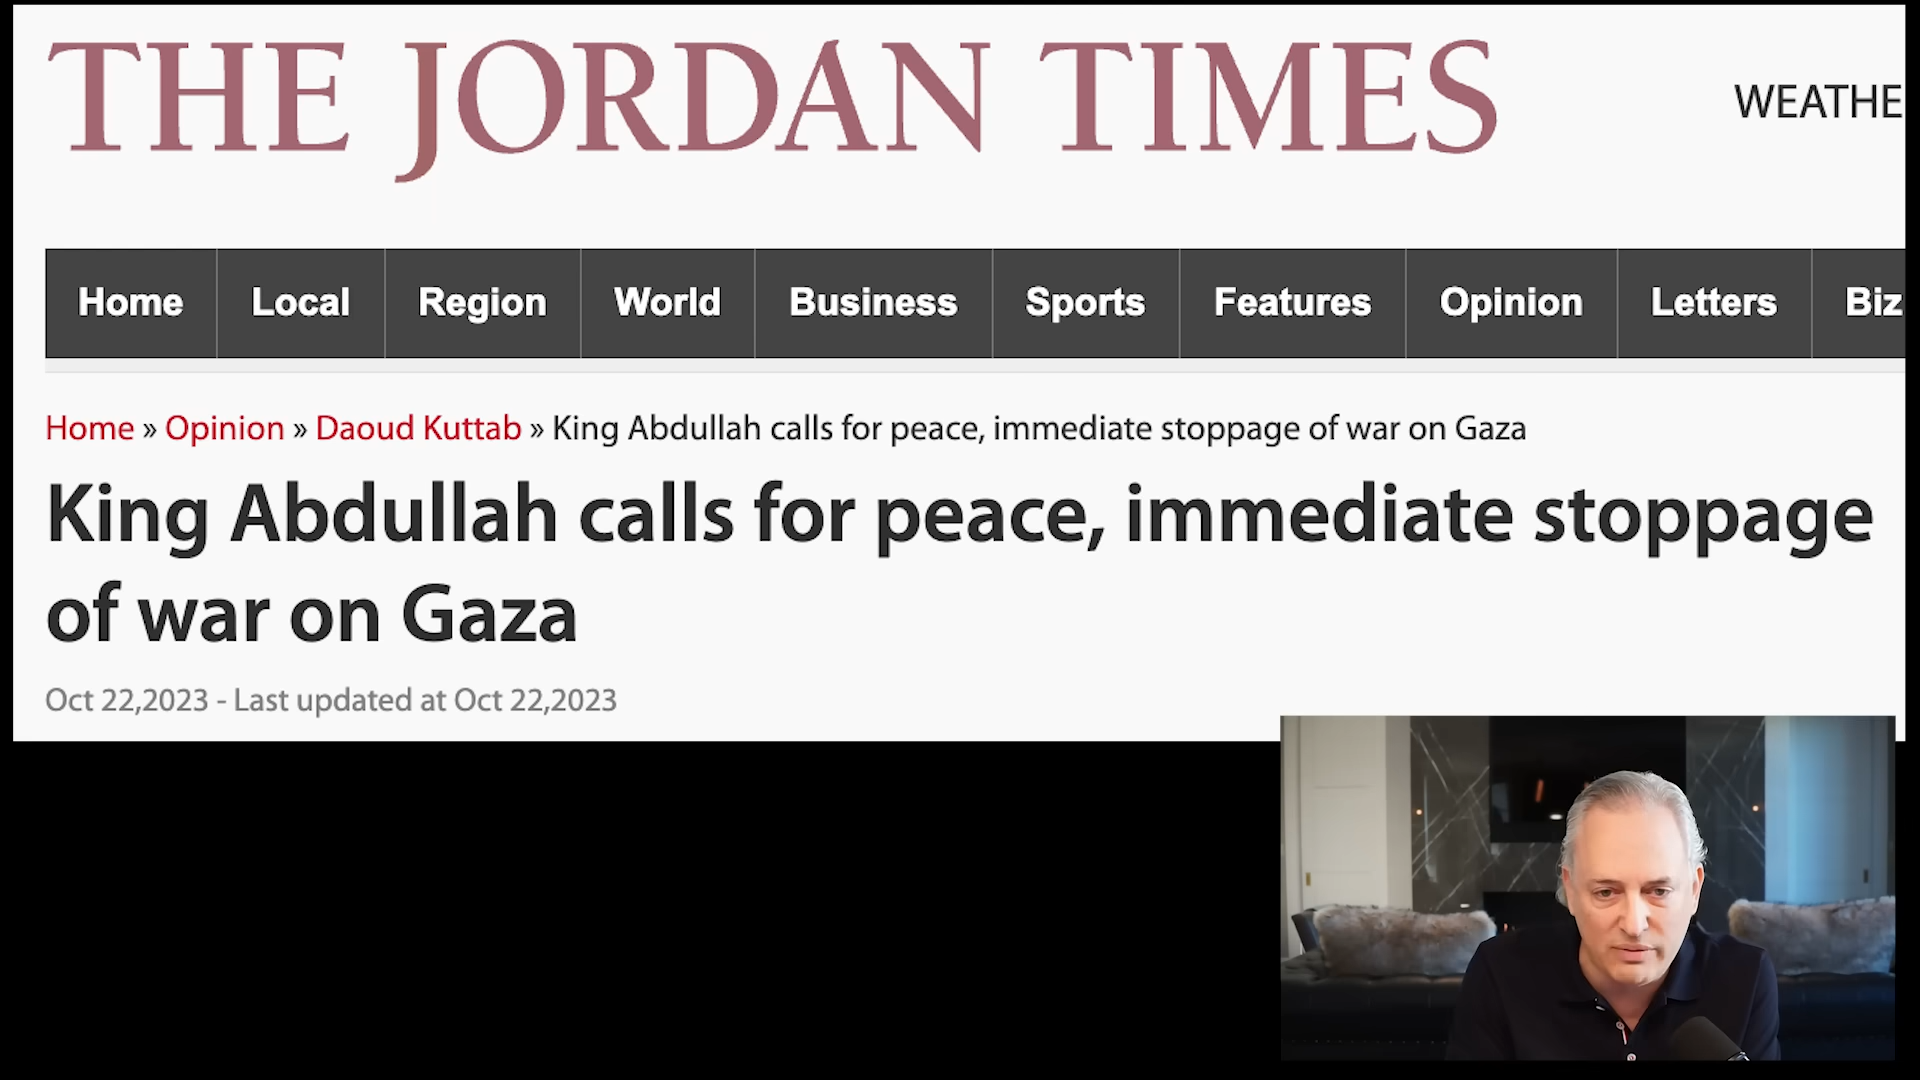 THE JORDAN TIMES
WEATHE
Home Local Region World Business Sports Features Opinion Letters Biz
Home » Opinion » Daoud Kuttab » King Abdullah calls for peace, immediate stoppage of war on Gaza
King Abdullah calls for peace, immediate stoppage
of war on Gaza
Oct 22,2023 - Last updated at Oct 22,2023